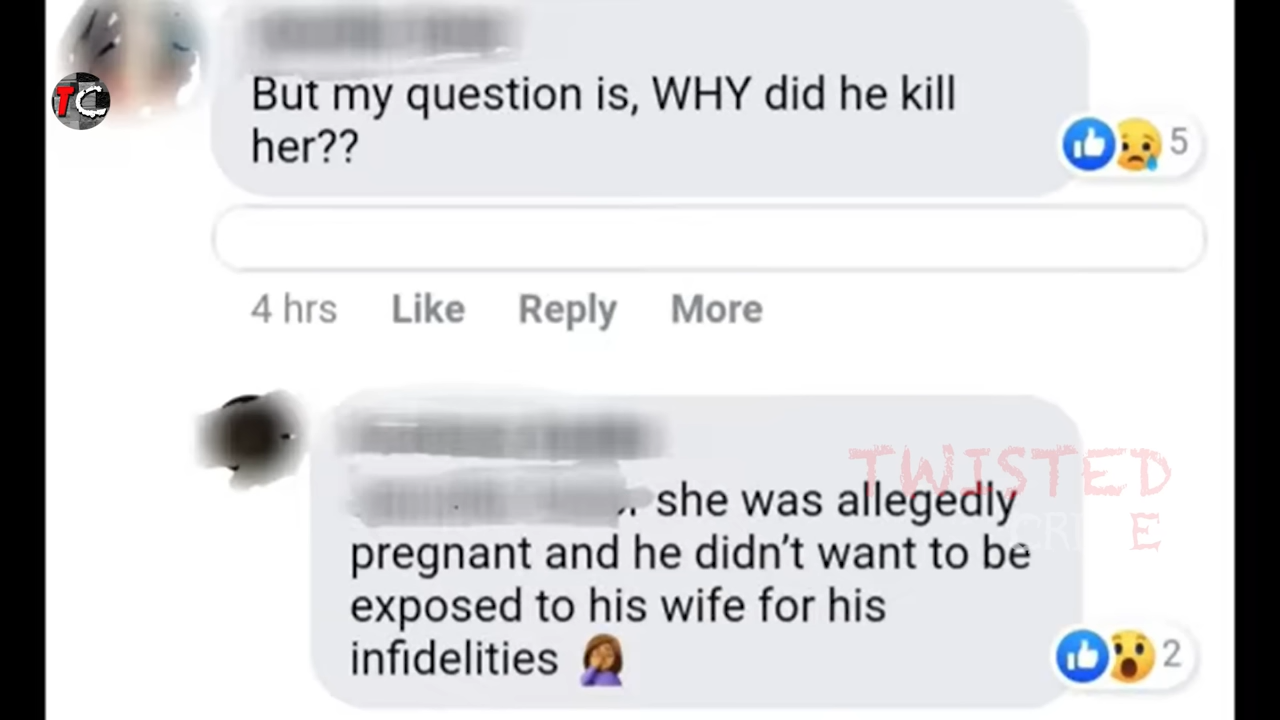 TC
But my question is, WHY did he kill
her??
5
4 hrs Like Reply More
TWISTED
she was allegedly
pregnant and he didn't want to be
exposed to his wife for his
infidelities
2